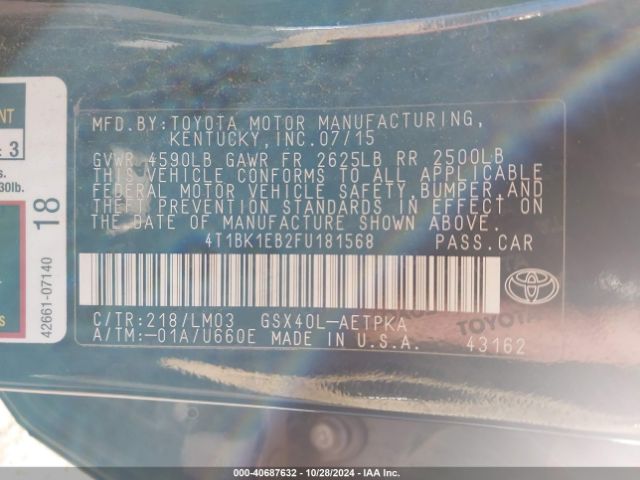 MFD.BY:TOYOTA MOTOR MANUFACTURING,
KENTUCKY,INC.07/15
GVWR 4590LB GAWR FR 2625LB RR 2500LB
THIS VEHICLE CONFORMS TO ALL APPLICABLE
FEDERAL MOTOR VEHICLE SAFETY, BUMPER AND
THEFT PREVENTION STANDARDS IN EFFECT ON
THE DATE OF MANUFACTURE SHOWN ABOVE.
4T1BK1EB2FU181568 PASS.CAR
C/TR:218/LM03 GSX40L-AETPKA
A/TM:-01A/U660E MADE IN U.S.A. 43162
TOYOTA
: 3
s.
30lb.
18
42661-07140
000-40687632 - 10/28/2024 - IAA Inc.